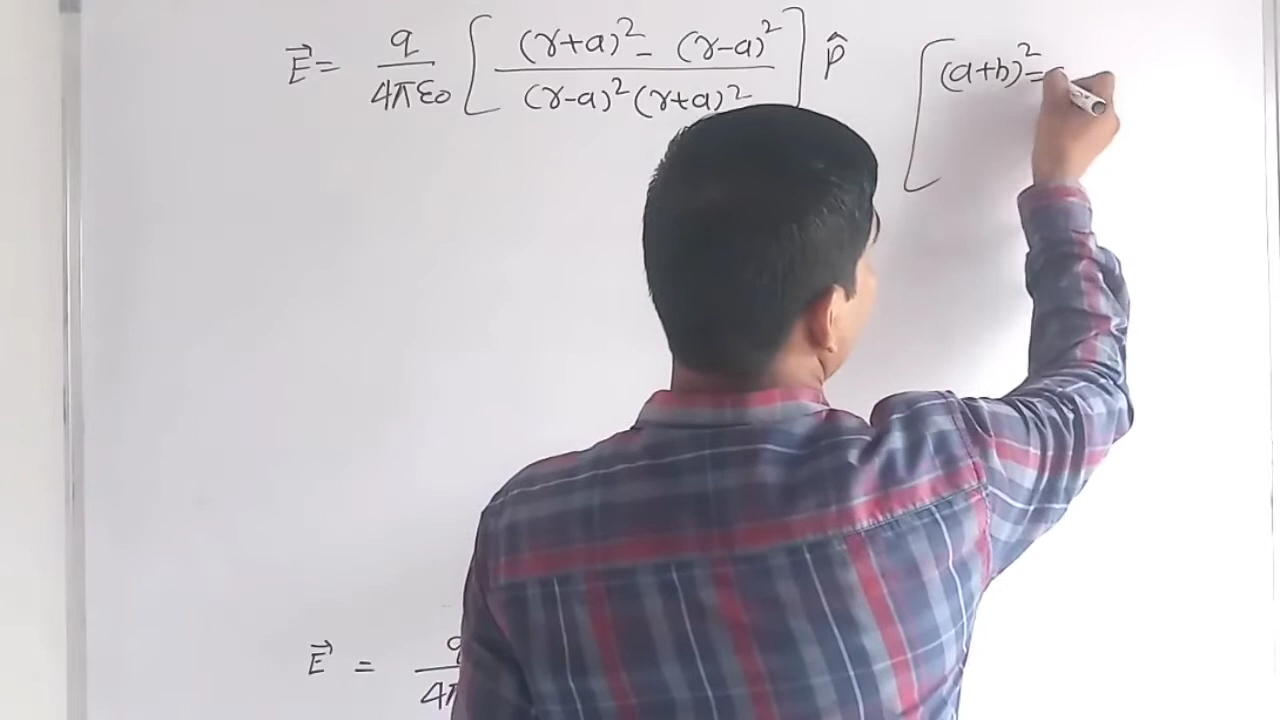 E⃗ = q / 4πε₀ [ (r+a)² − (r−a)² / (r−a)² (r+a)² ] p̂
[ (a+b)² =
E⃗ = q / 4π